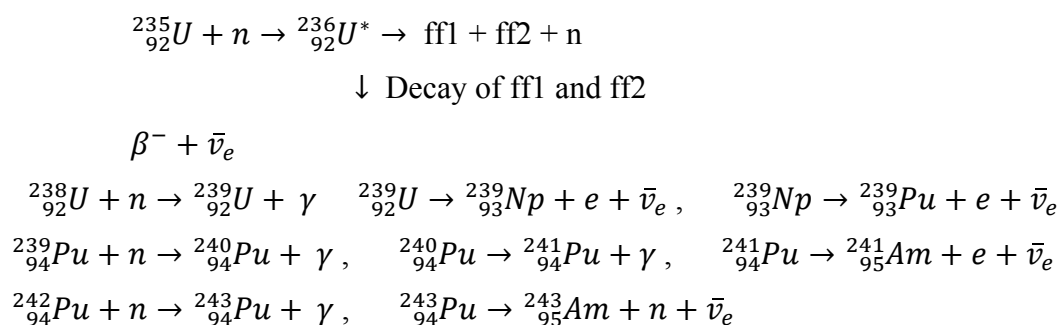 ²³⁵₉₂U + n → ²³⁶₉₂U* → ff1 + ff2 + n
↓ Decay of ff1 and ff2
β⁻ + ν̄ₑ
²³⁸₉₂U + n → ²³⁹₉₂U + γ ²³⁹₉₂U → ²³⁹₉₃Np + e + ν̄ₑ , ²³⁹₉₃Np → ²³⁹₉₄Pu + e + ν̄ₑ
²³⁹₉₄Pu + n → ²⁴⁰₉₄Pu + γ , ²⁴⁰₉₄Pu → ²⁴¹₉₄Pu + γ , ²⁴¹₉₄Pu → ²⁴¹₉₅Am + e + ν̄ₑ
²⁴²₉₄Pu + n → ²⁴³₉₄Pu + γ , ²⁴³₉₄Pu → ²⁴³₉₅Am + n + ν̄ₑ